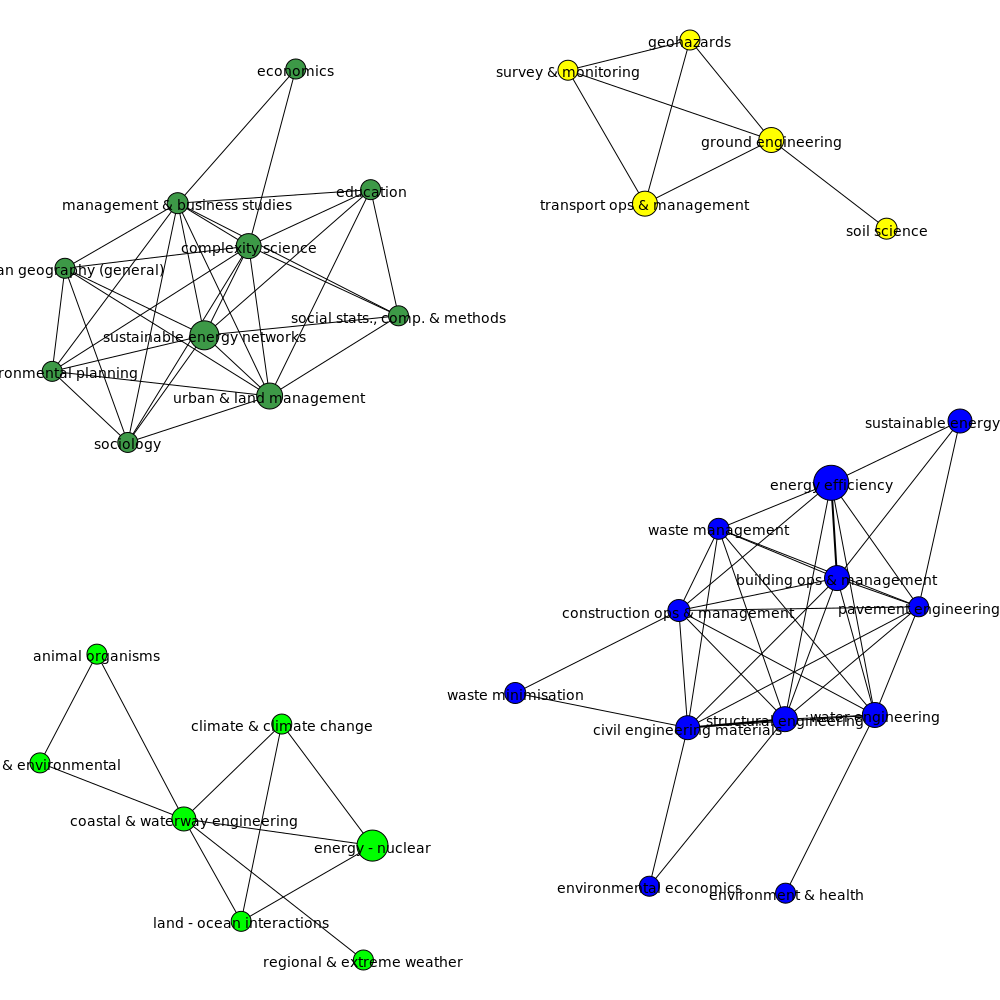 geohazards
economics
survey & monitoring
ground engineering
education
management & business studies
transport ops & management
soil science
complexity science
an geography (general)
social stats., comp. & methods
sustainable energy networks
ronmental planning
urban & land management
sociology
sustainable energy
energy efficiency
waste management
building ops & management
construction ops & management
pavement engineering
animal organisms
waste minimisation
climate & climate change
structural engineering
water engineering
civil engineering materials
& environmental
coastal & waterway engineering
energy - nuclear
environmental economics
environment & health
land - ocean interactions
regional & extreme weather